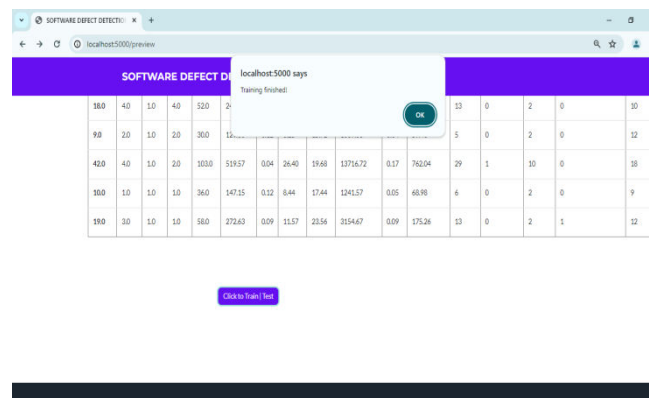 SOFTWARE DEFECT DETECTIO
localhost:5000/preview
SOFTWARE DEFECT DE
localhost:5000 says
Training finished!
OK
18.0 4.0 1.0 4.0 52.0 13 0 2 0 10
9.0 2.0 1.0 2.0 30.0 5 0 2 0 12
42.0 4.0 1.0 2.0 103.0 519.57 0.04 26.40 19.68 13716.72 0.17 762.04 29 1 10 0 18
10.0 1.0 1.0 1.0 36.0 147.15 0.12 8.44 17.44 1241.57 0.05 68.98 6 0 2 0 9
19.0 3.0 1.0 1.0 58.0 272.63 0.09 11.57 23.56 3154.67 0.09 175.26 13 0 2 1 12
Click to Train | Test